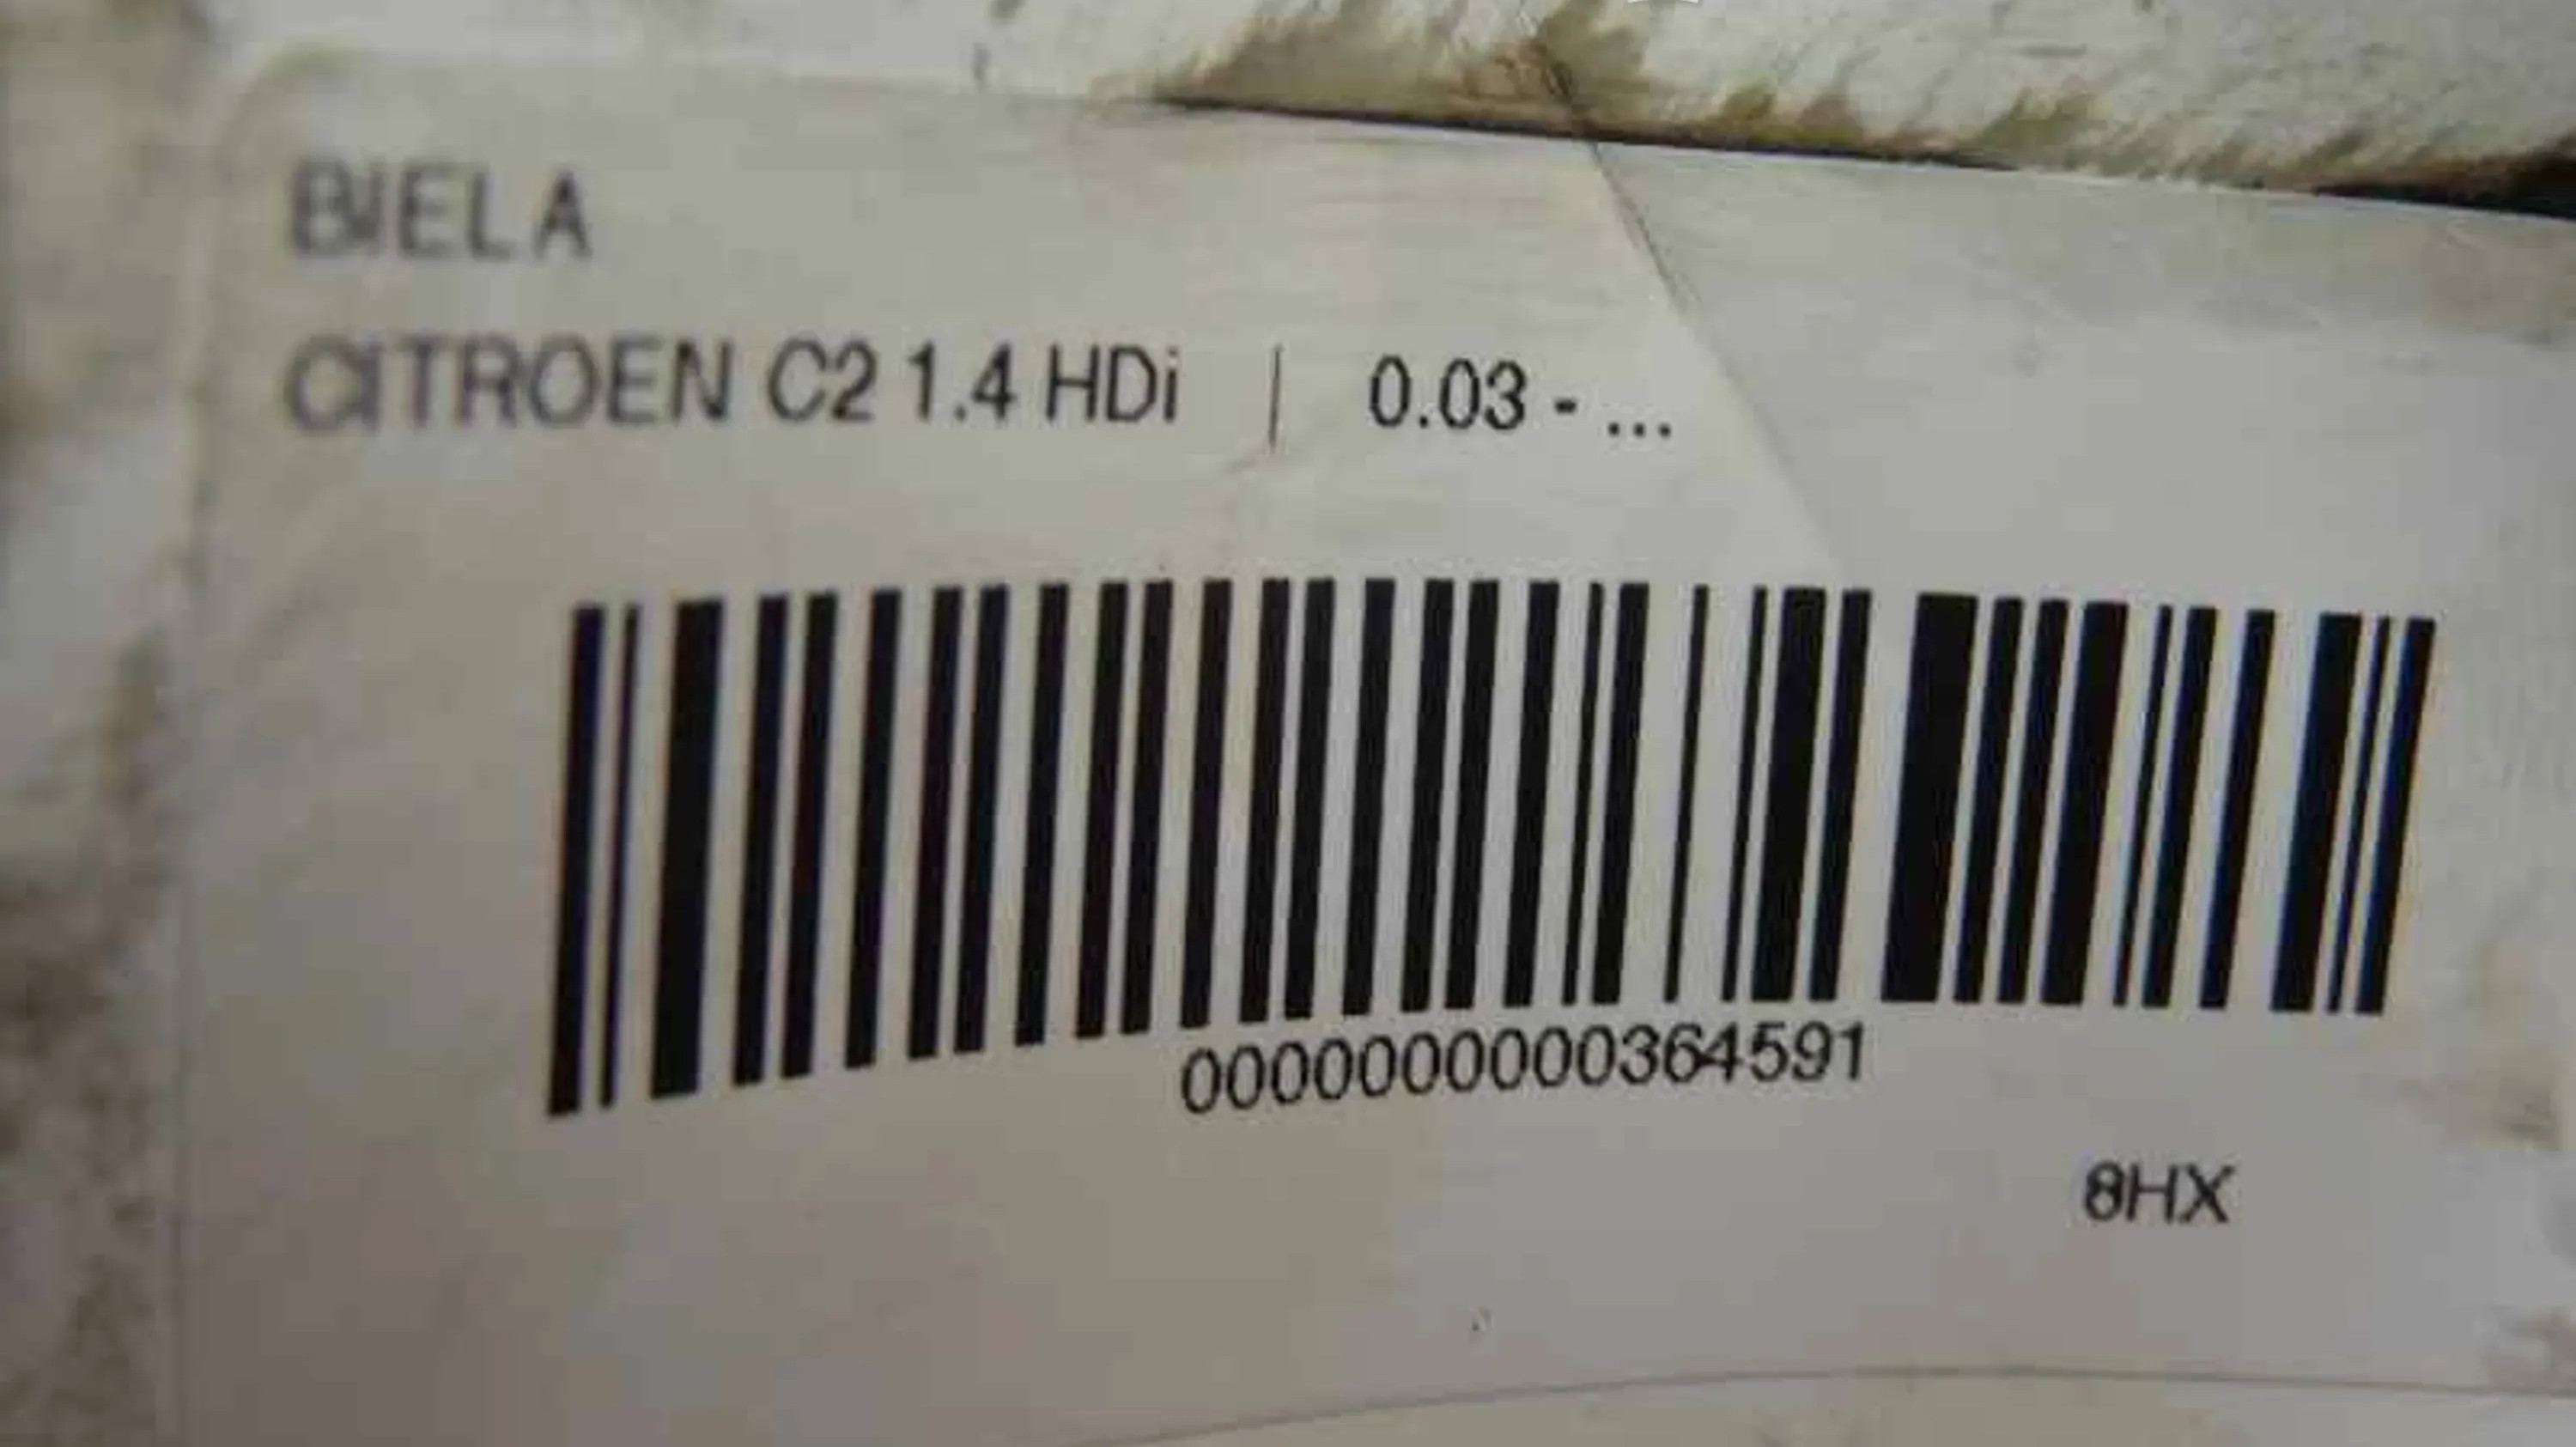 BIELA
CITROEN C2 1.4 HDi | 0.03 - ...
0000000000364591
8HX